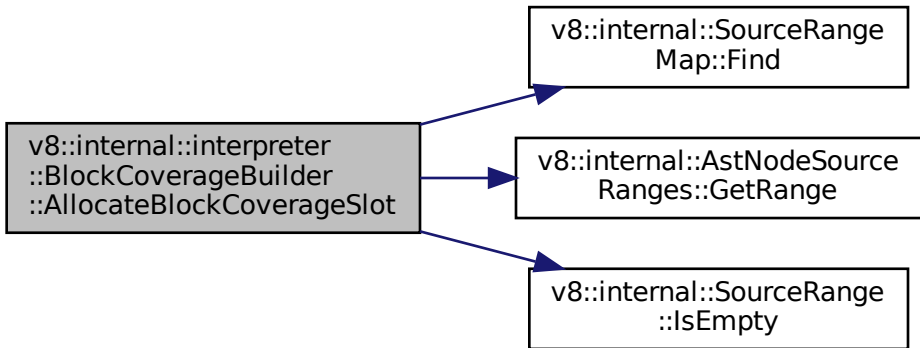 v8::internal::interpreter
::BlockCoverageBuilder
::AllocateBlockCoverageSlot
v8::internal::SourceRange
Map::Find
v8::internal::AstNodeSource
Ranges::GetRange
v8::internal::SourceRange
::IsEmpty